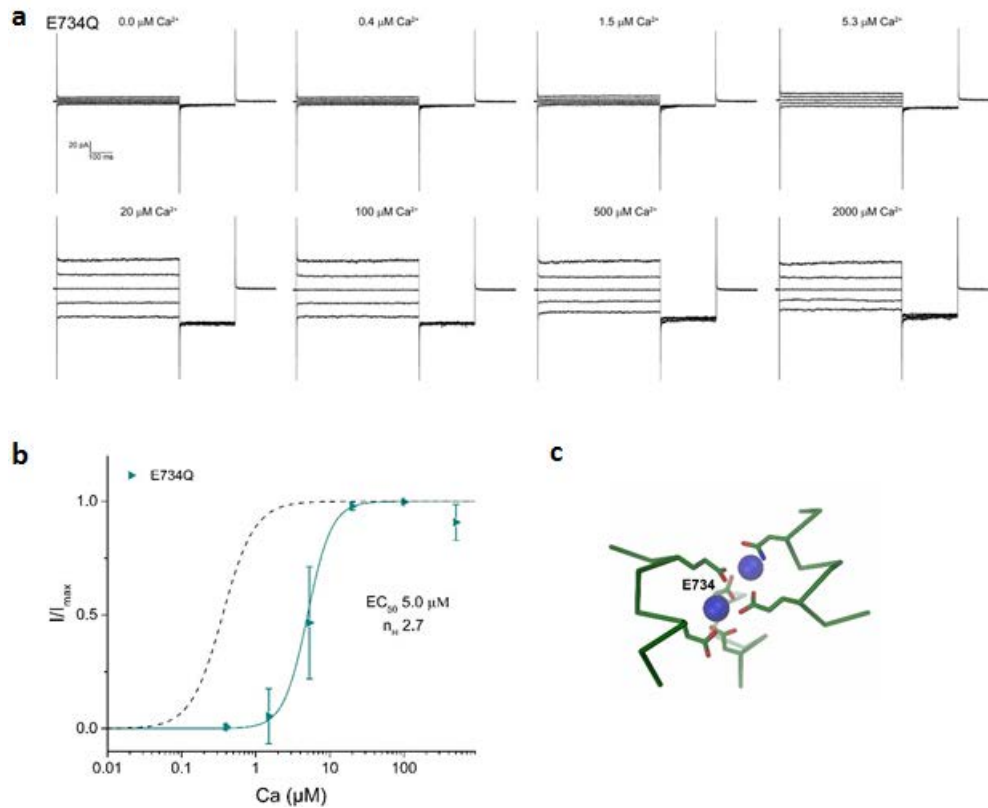 a
E734Q
0.0 μM Ca²⁺ 0.4 μM Ca²⁺ 1.5 μM Ca²⁺ 5.3 μM Ca²⁺
20 pA
100 ms
20 μM Ca²⁺ 100 μM Ca²⁺ 500 μM Ca²⁺ 2000 μM Ca²⁺
b
E734Q
1.0
0.5
0.0
I/Imax
EC₅₀ 5.0 μM
nH 2.7
0.01 0.1 1 10 100
Ca (μM)
c
E734